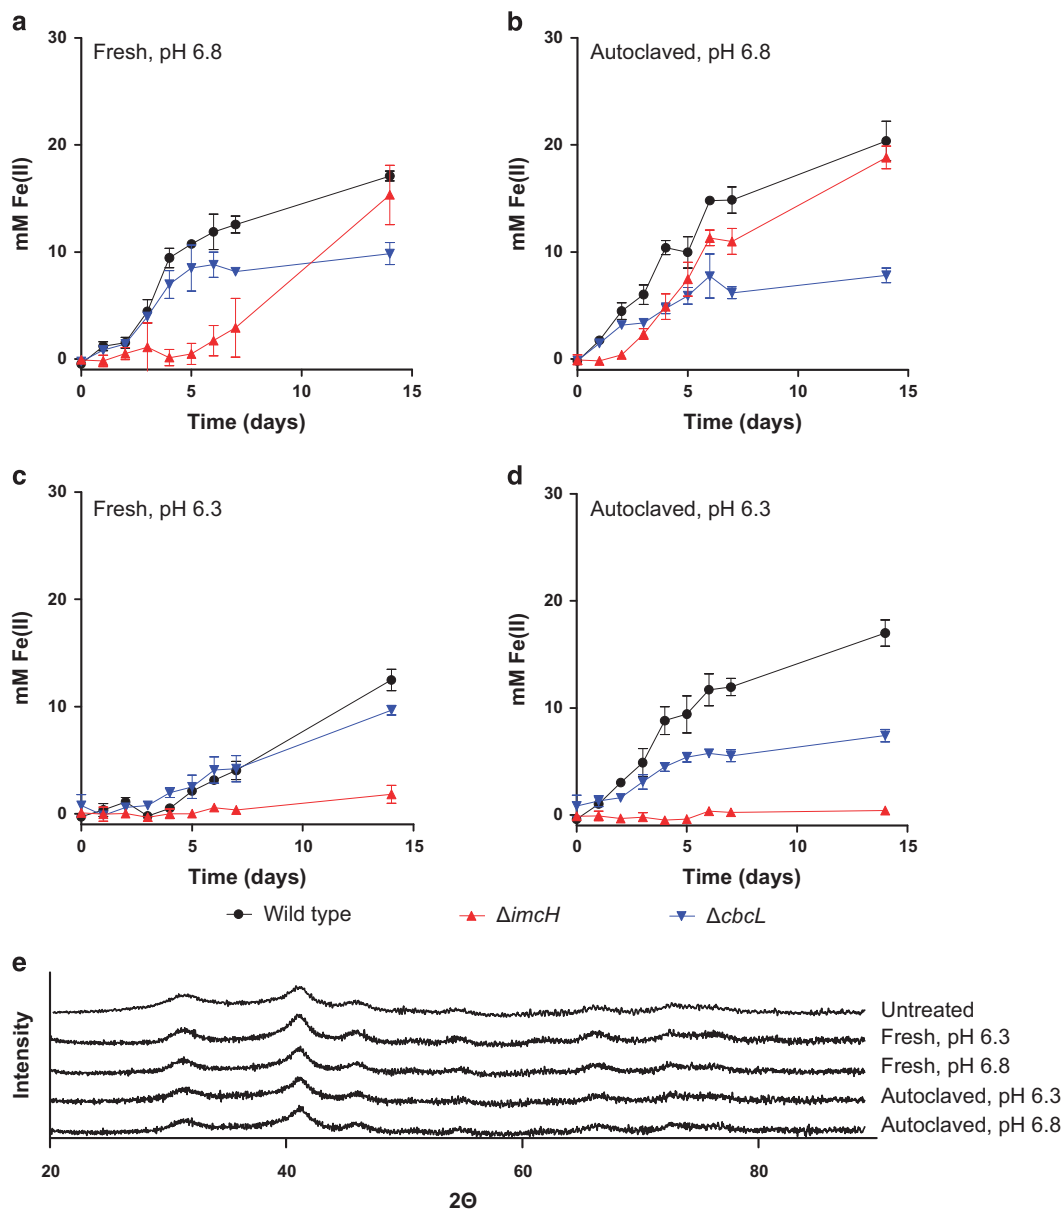 a
Fresh, pH 6.8
30
20
10
0
mM Fe(II)
0 5 10 15
Time (days)
b
Autoclaved, pH 6.8
30
20
10
0
mM Fe(II)
0 5 10 15
Time (days)
c
Fresh, pH 6.3
30
20
10
0
mM Fe(II)
0 5 10 15
Time (days)
d
Autoclaved, pH 6.3
30
20
10
0
mM Fe(II)
0 5 10 15
Time (days)
Wild type ΔimcH ΔcbcL
e
Intensity
Untreated
Fresh, pH 6.3
Fresh, pH 6.8
Autoclaved, pH 6.3
Autoclaved, pH 6.8
20 40 60 80
2Θ